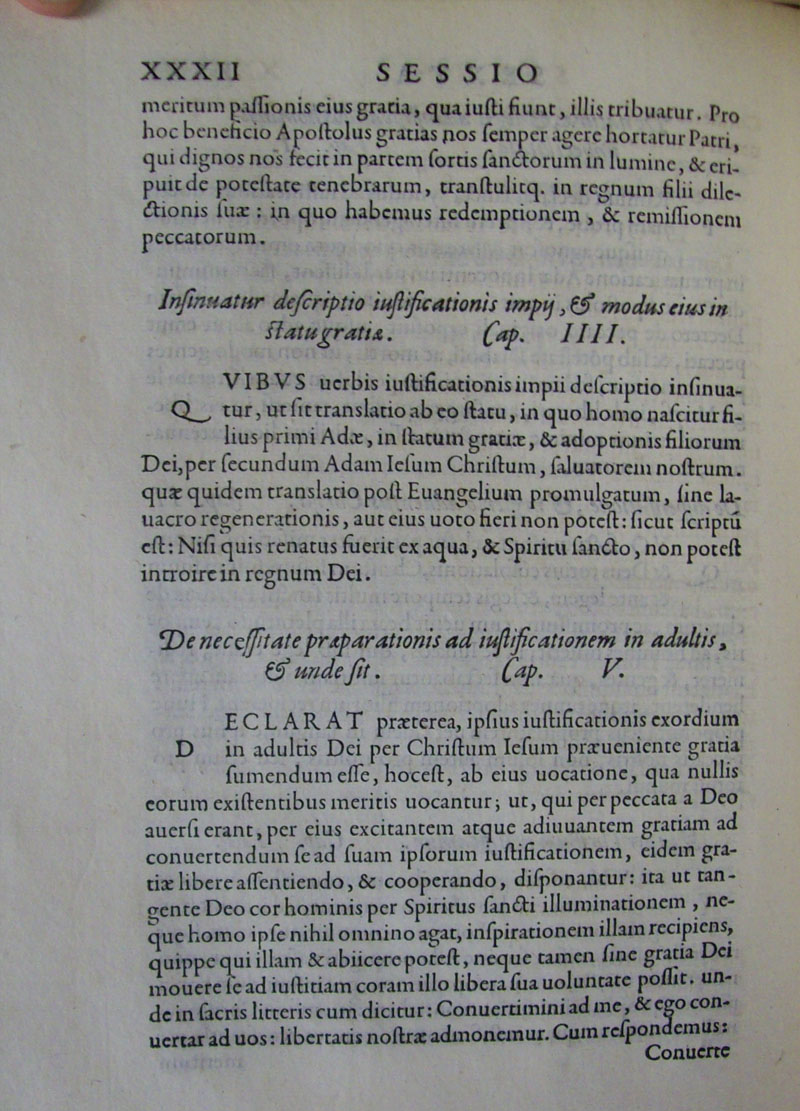 XXXII SESSIO
meritum paſſionis eius gratia, qua iuſti fiunt, illis tribuatur. Pro
hoc beneficio Apoſtolus gratias nos ſemper agere hortatur Patri,
qui dignos nos fecit in partem ſortis ſanctorum in lumine, & eri-
puit de poteſtate tenebrarum, tranſtulitq. in regnum filii dile-
ctionis ſuæ: in quo habemus redemptionem, & remiſſionem
peccatorum.
Inſinuatur deſcriptio iuſtificationis impij, & modus eius in
ſtatu gratiæ. Cap. IIII.
VIBVS uerbis iuſtificationis impii deſcriptio inſinua-
Q tur, ut ſit translatio ab eo ſtatu, in quo homo naſcitur fi-
lius primi Adæ, in ſtatum gratiæ, & adoptionis filiorum
Dei, per ſecundum Adam Ieſum Chriſtum, ſaluatorem noſtrum.
quæ quidem translatio poſt Euangelium promulgatum, ſine la-
uacro regenerationis, aut eius uoto fieri non poteſt: ſicut ſcriptũ
eſt: Niſi quis renatus fuerit ex aqua, & Spiritu ſancto, non poteſt
introire in regnum Dei.
De neceſſitate præparationis ad iuſtificationem in adultis,
& unde ſit. Cap. V.
ECLARAT præterea, ipſius iuſtificationis exordium
D in adultis Dei per Chriſtum Ieſum præueniente gratia
ſumendum eſſe, hoceſt, ab eius uocatione, qua nullis
eorum exiſtentibus meritis uocantur; ut, qui per peccata a Deo
auerſi erant, per eius excitantem atque adiuuantem gratiam ad
conuertendum ſe ad ſuam ipſorum iuſtificationem, eidem gra-
tiæ libere aſſentiendo, & cooperando, diſponantur: ita ut tan-
gente Deo cor hominis per Spiritus ſancti illuminationem, ne-
que homo ipſe nihil omnino agat, inſpirationem illam recipiens,
quippe qui illam & abiicere poteſt, neque tamen ſine gratia Dei
mouere ſe ad iuſtitiam coram illo libera ſua uoluntate poſſit. un-
de in ſacris litteris cum dicitur: Conuertimini ad me, & ego con-
uertar ad uos: libertatis noſtræ admonemur. Cum reſpondemus:
Conuerte